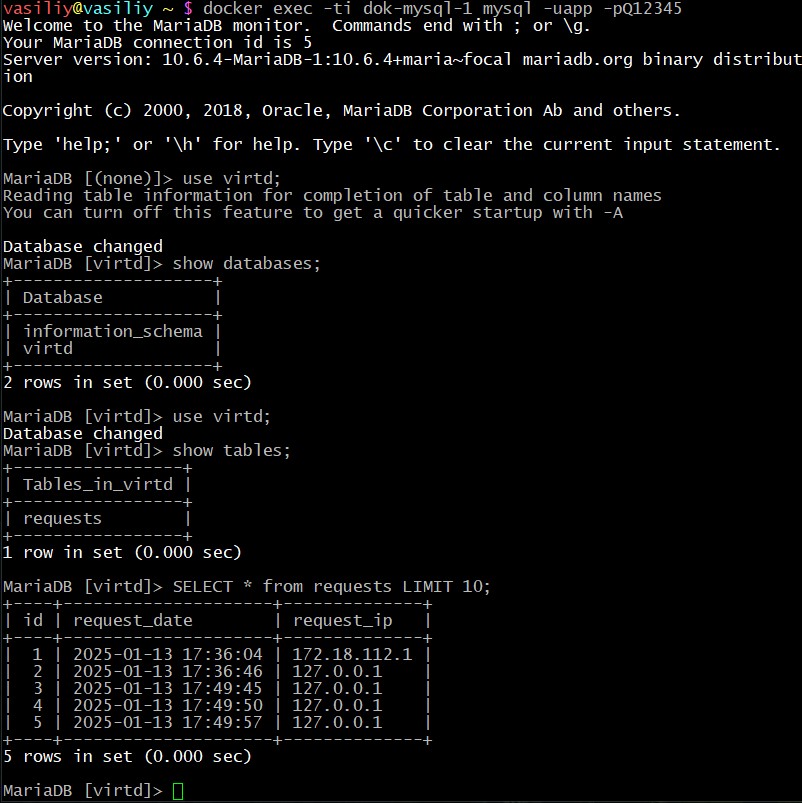 vasiliy@vasiliy ~ $ docker exec -ti dok-mysql-1 mysql -uapp -pQ12345
Welcome to the MariaDB monitor.  Commands end with ; or \g.
Your MariaDB connection id is 5
Server version: 10.6.4-MariaDB-1:10.6.4+maria~focal mariadb.org binary distribut
ion

Copyright (c) 2000, 2018, Oracle, MariaDB Corporation Ab and others.

Type 'help;' or '\h' for help. Type '\c' to clear the current input statement.

MariaDB [(none)]> use virtd;
Reading table information for completion of table and column names
You can turn off this feature to get a quicker startup with -A

Database changed
MariaDB [virtd]> show databases;
+--------------------+
| Database           |
+--------------------+
| information_schema |
| virtd              |
+--------------------+
2 rows in set (0.000 sec)

MariaDB [virtd]> use virtd;
Database changed
MariaDB [virtd]> show tables;
+-----------------+
| Tables_in_virtd |
+-----------------+
| requests        |
+-----------------+
1 row in set (0.000 sec)

MariaDB [virtd]> SELECT * from requests LIMIT 10;
+----+---------------------+--------------+
| id | request_date        | request_ip   |
+----+---------------------+--------------+
|  1 | 2025-01-13 17:36:04 | 172.18.112.1 |
|  2 | 2025-01-13 17:36:46 | 127.0.0.1    |
|  3 | 2025-01-13 17:49:45 | 127.0.0.1    |
|  4 | 2025-01-13 17:49:50 | 127.0.0.1    |
|  5 | 2025-01-13 17:49:57 | 127.0.0.1    |
+----+---------------------+--------------+
5 rows in set (0.000 sec)

MariaDB [virtd]>